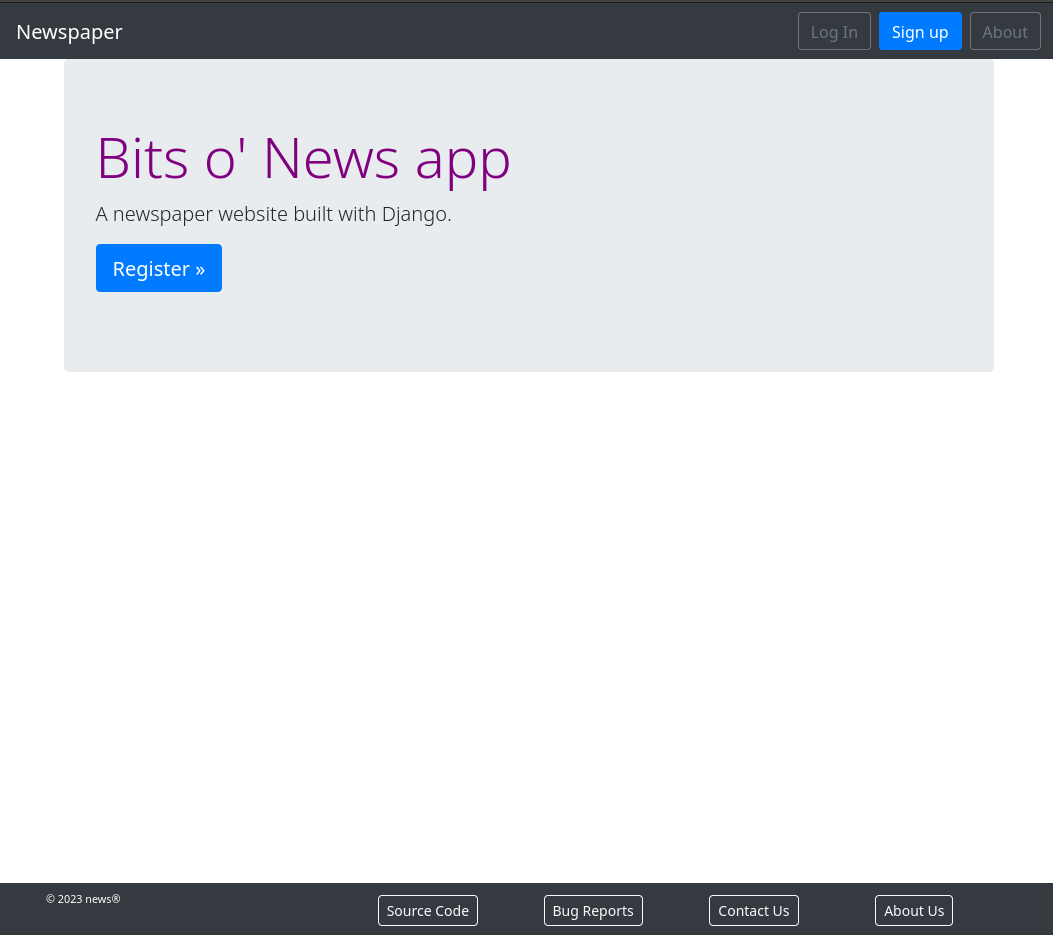 Newspaper Log In Sign up About
Bits o' News app
A newspaper website built with Django.
Register »
© 2023 news® Source Code Bug Reports Contact Us About Us